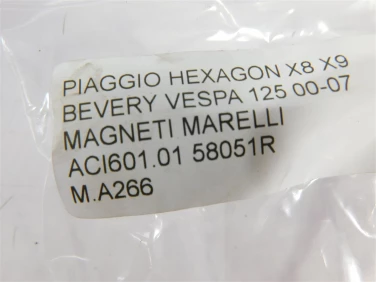 PIAGGIO HEXAGON X8 X9
BEVERY VESPA 125 00-07
MAGNETI MARELLI
ACI601.01 58051R
M.A266